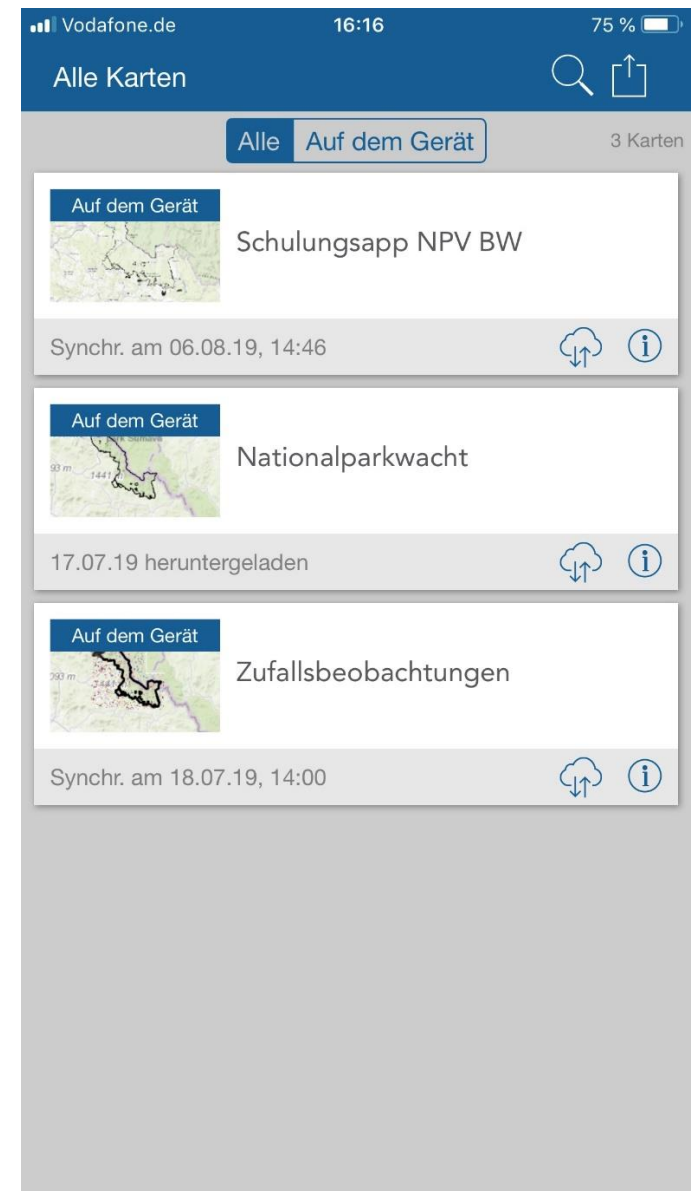 Vodafone.de 16:16 75 %
Alle Karten
Alle Auf dem Gerät 3 Karten
Auf dem Gerät
Schulungsapp NPV BW
Synchr. am 06.08.19, 14:46
Auf dem Gerät
Nationalparkwacht
93 m
1441
17.07.19 heruntergeladen
Auf dem Gerät
Zufallsbeobachtungen
Synchr. am 18.07.19, 14:00